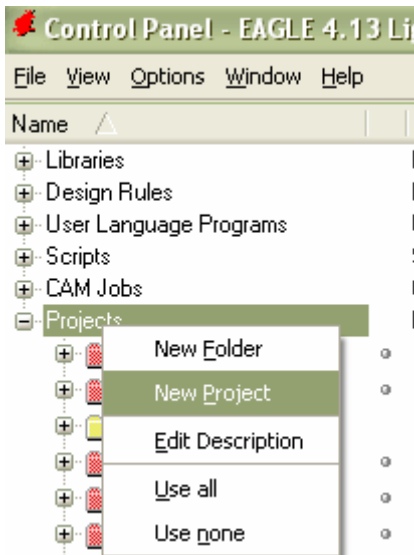 Control Panel - EAGLE 4.13 Li
File View Options Window Help
Name
Libraries
Design Rules
User Language Programs
Scripts
CAM Jobs
Projects
New Folder
New Project
Edit Description
Use all
Use none